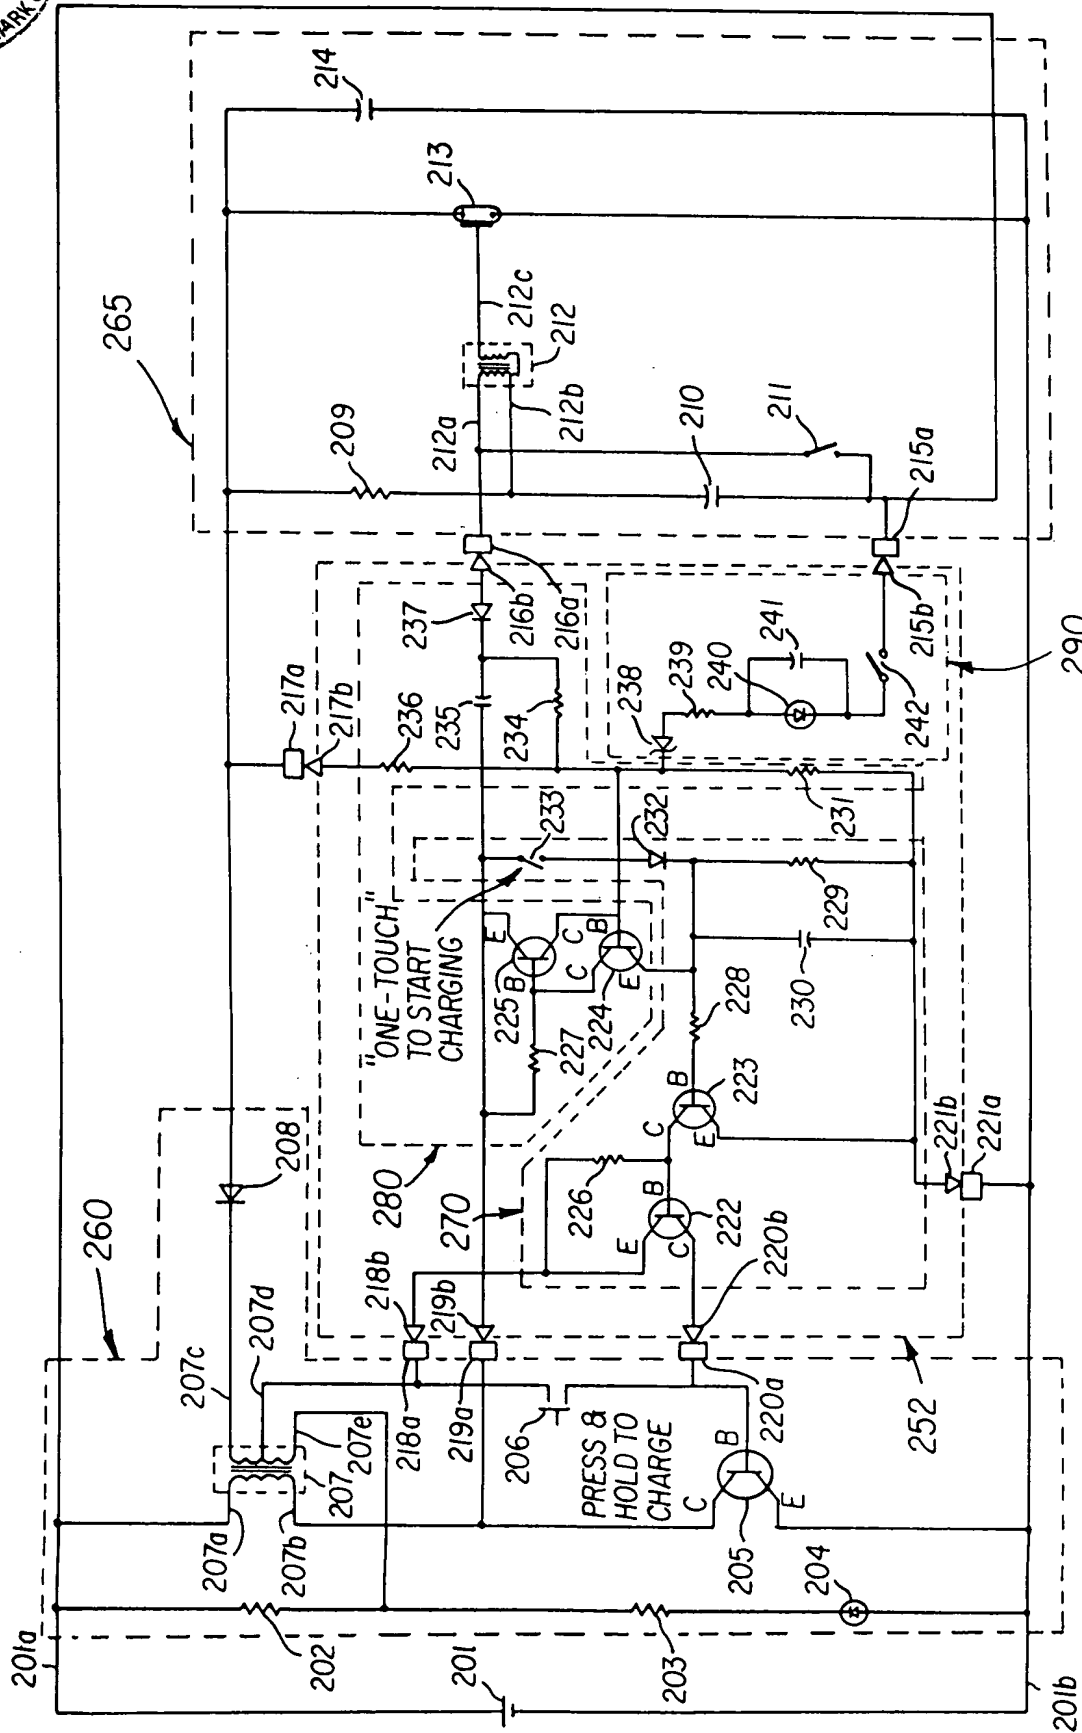 MARK
265
214
213
212c
212
212b
212a
209
210
211
215a
215b
290
216a
216b
237
217a
217b
236
235
234
238
239
240
241
242
231
232
233
"ONE-TOUCH"
TO START
CHARGING
E
C
B
225
B
C
E
224
227
228
229
230
280
270
226
B
C
E
223
B
E
C
222
221b
221a
220b
260
208
218b
219b
207c
207d
207e
207
218a
219a
206
PRESS &
HOLD TO
CHARGE
220a
252
207a
207b
C
B
E
205
204
202
203
201a
201
201b